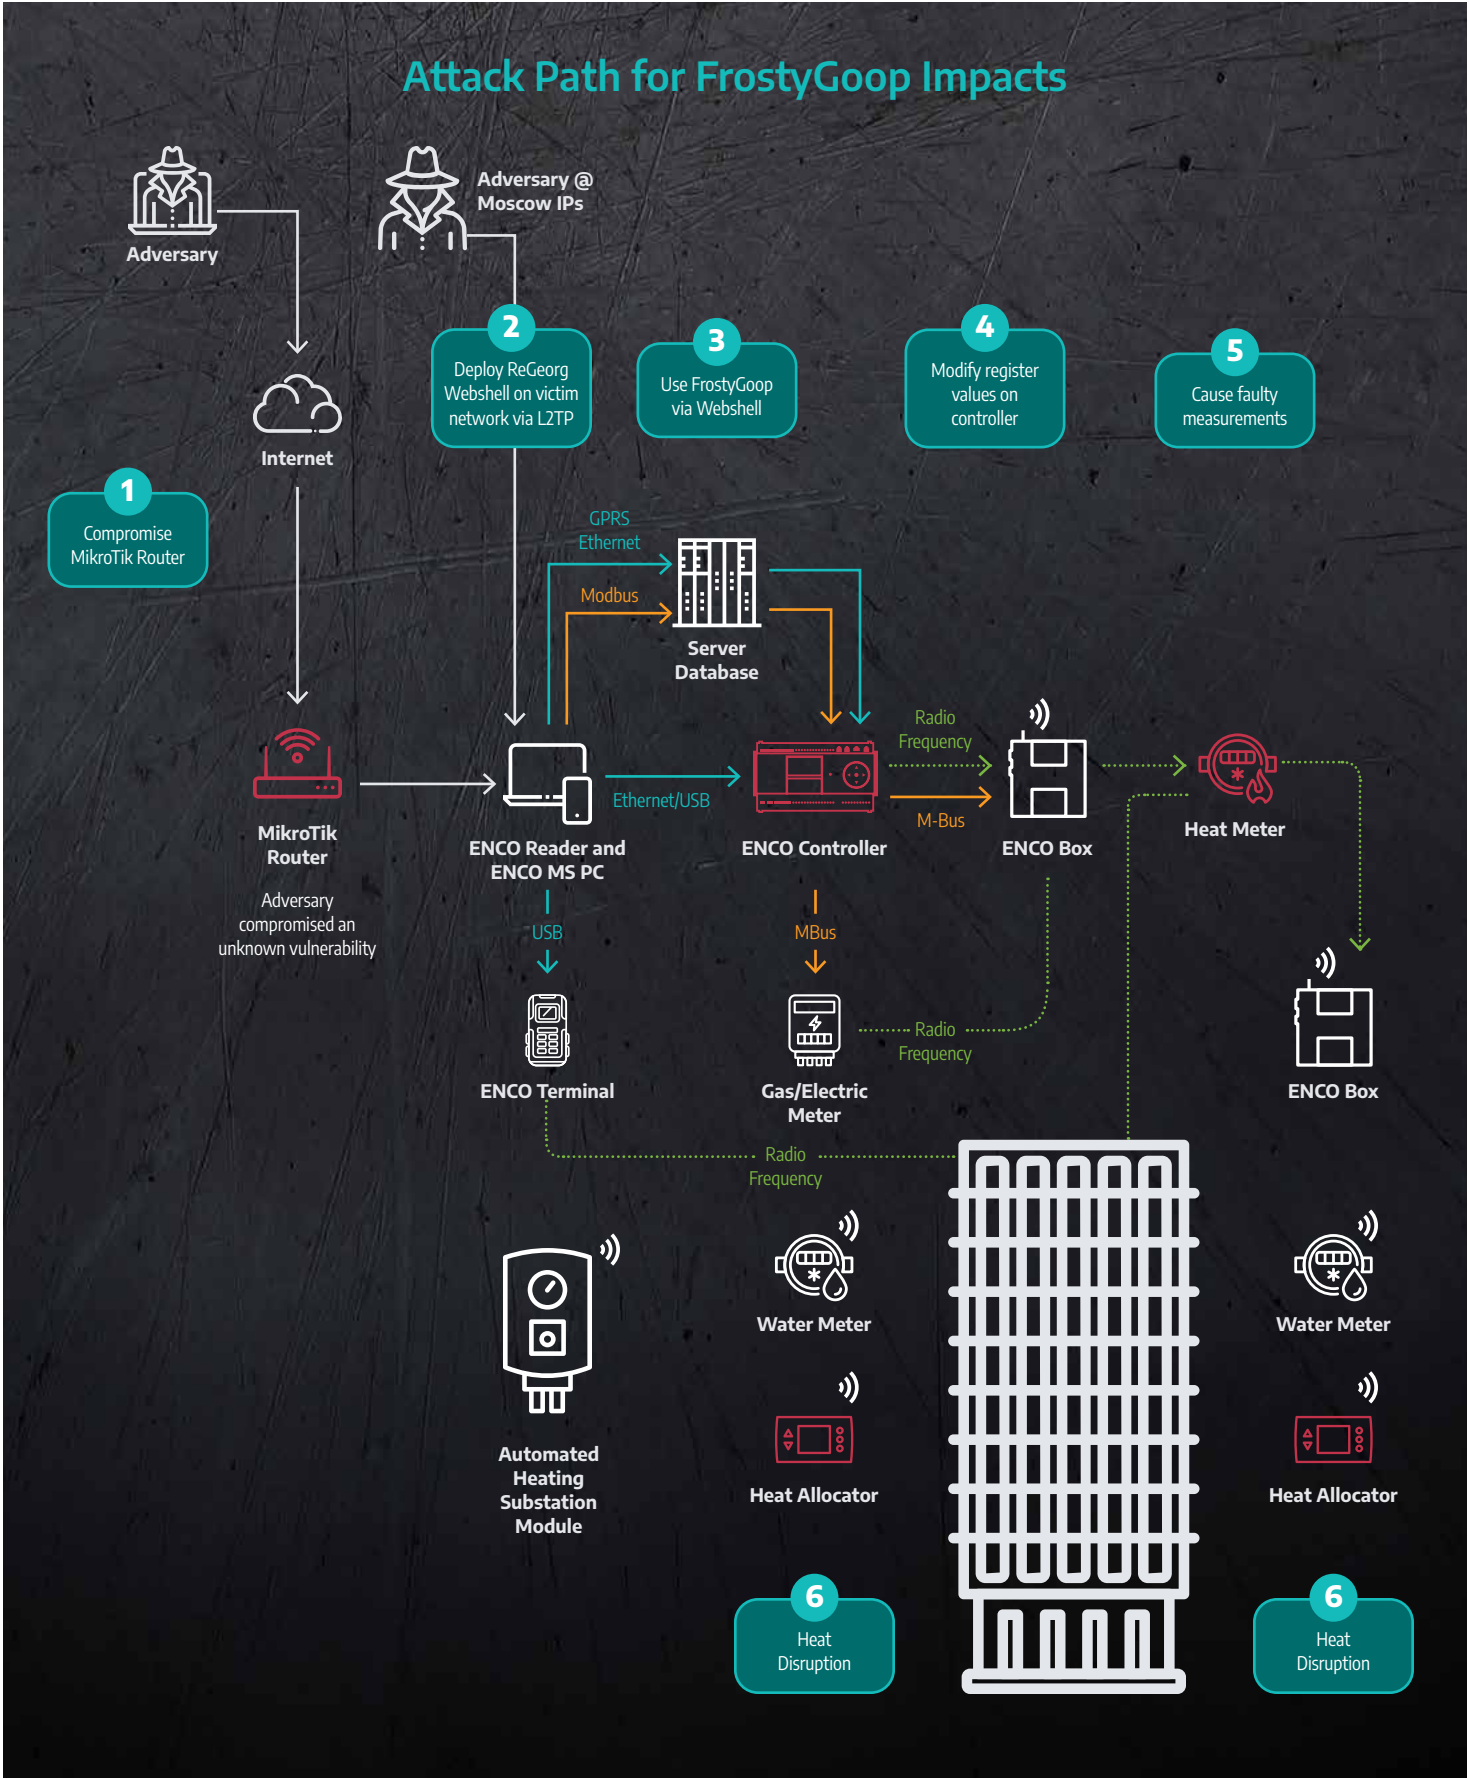 Attack Path for FrostyGoop Impacts
Adversary
Adversary @
Moscow IPs
Internet
1
Compromise
MikroTik Router
2
Deploy ReGeorg
Webshell on victim
network via L2TP
3
Use FrostyGoop
via Webshell
4
Modify register
values on
controller
5
Cause faulty
measurements
GPRS
Ethernet
Modbus
Server
Database
MikroTik
Router
Adversary
compromised an
unknown vulnerability
ENCO Reader and
ENCO MS PC
Ethernet/USB
ENCO Controller
Radio
Frequency
M-Bus
ENCO Box
Heat Meter
USB
MBus
ENCO Terminal
Gas/Electric
Meter
Radio
Frequency
ENCO Box
Radio
Frequency
Automated
Heating
Substation
Module
Water Meter
Heat Allocator
Water Meter
Heat Allocator
6
Heat
Disruption
6
Heat
Disruption